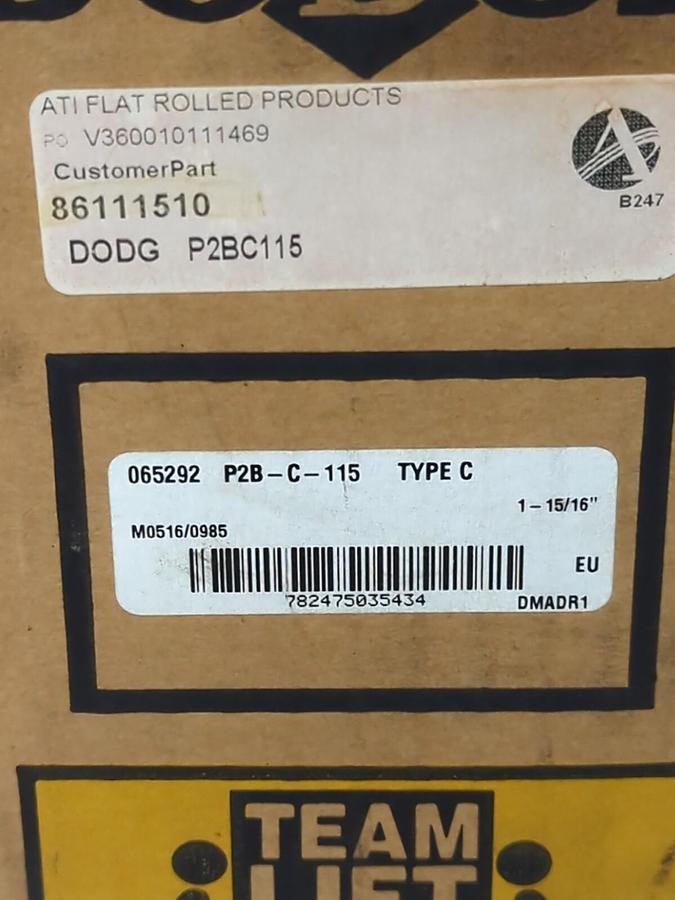 ATI FLAT ROLLED PRODUCTS
PO V360010111469
CustomerPart
86111510
B247
DODG P2BC115
065292 P2B-C-115 TYPE C
1-15/16"
M0516/0985
EU
782475035434
DMADR1
TEAM
LIFT